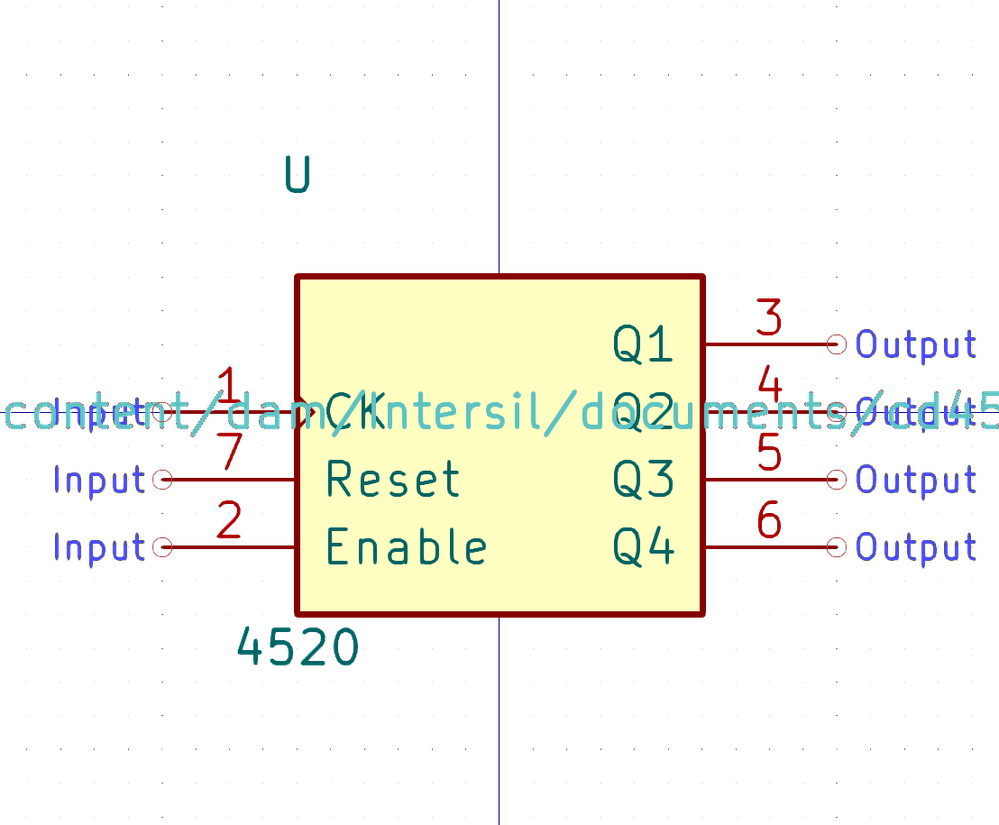 U
3
Q1 Output
1 4
Input CK Q2 Output
content/dam/Intersil/documents/cd45
7 5
Input Reset Q3 Output
2 6
Input Enable Q4 Output
4520